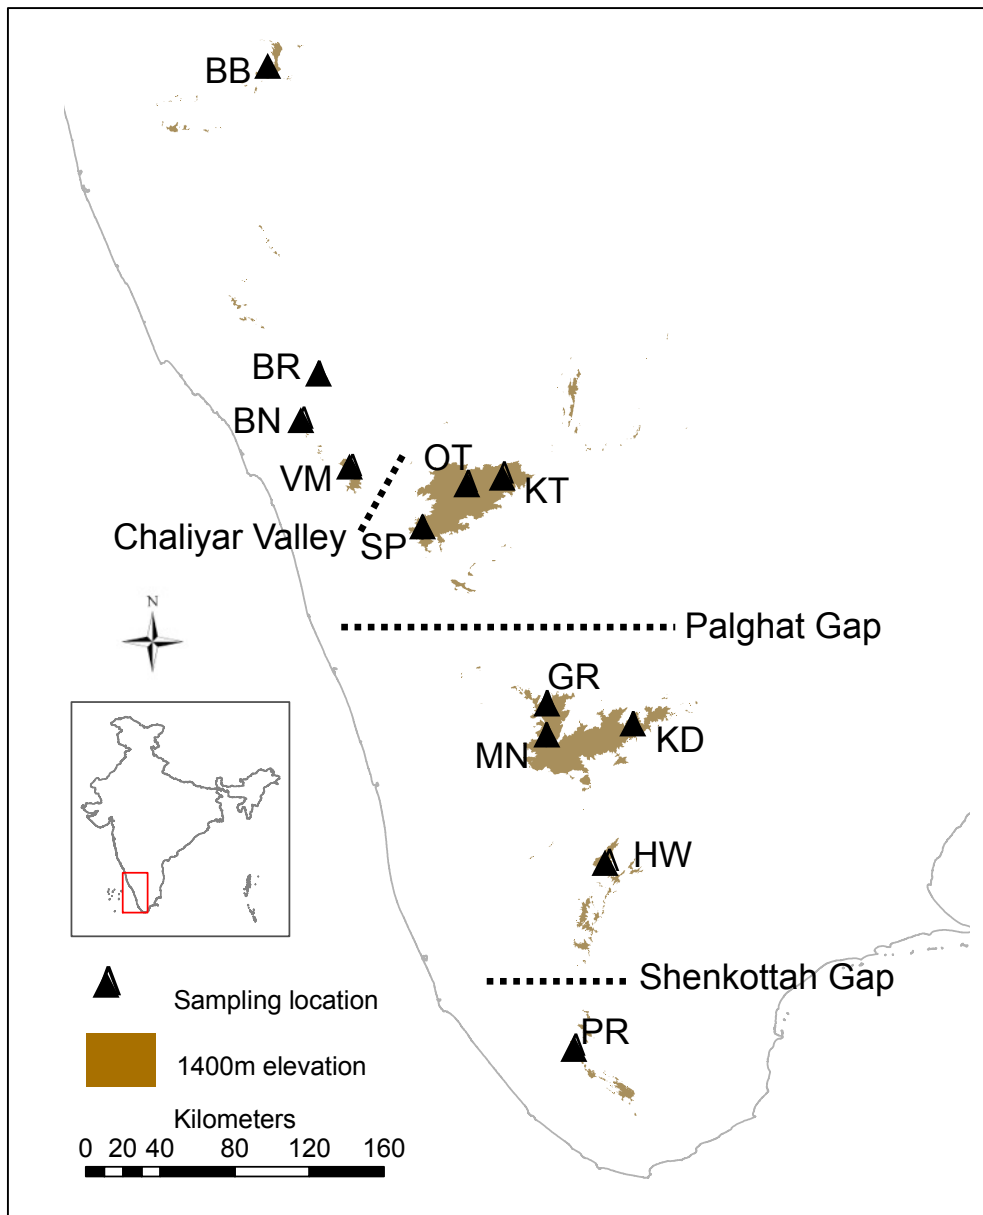 BB
BR
BN
VM
OT
KT
Chaliyar Valley
SP
N
Palghat Gap
GR
MN
KD
HW
Shenkottah Gap
Sampling location
PR
1400m elevation
Kilometers
0 20 40 80 120 160